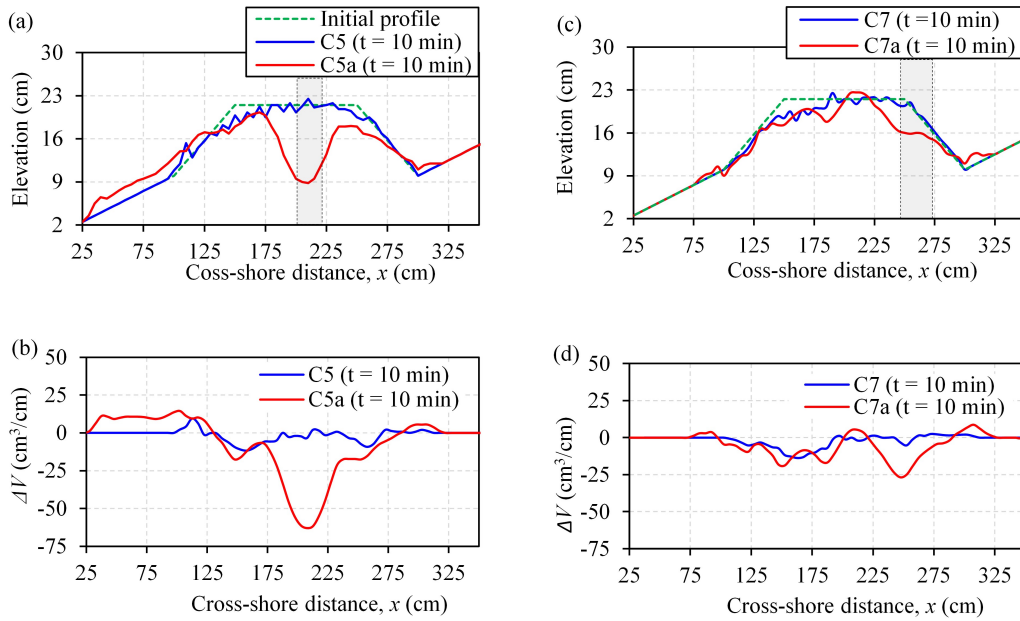 (a)
Initial profile
C5 (t = 10 min)
C5a (t = 10 min)
Elevation (cm)
30
23
16
9
2
25 75 125 175 225 275 325
Coss-shore distance, x (cm)
(c)
C7 (t =10 min)
C7a (t = 10 min)
Elevation (cm)
30
23
16
9
2
25 75 125 175 225 275 325
Coss-shore distance, x (cm)
(b)
C5 (t = 10 min)
C5a (t = 10 min)
ΔV (cm³/cm)
50
25
0
-25
-50
-75
25 75 125 175 225 275 325
Cross-shore distance, x (cm)
(d)
C7 (t = 10 min)
C7a (t = 10 min)
ΔV (cm³/cm)
50
25
0
-25
-50
-75
25 75 125 175 225 275 325
Cross-shore distance, x (cm)